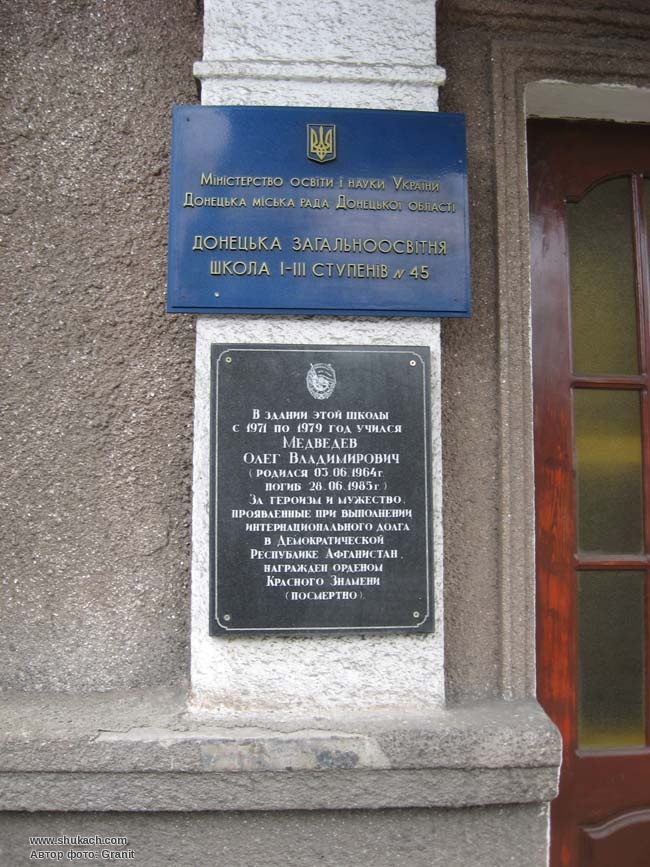 Міністерство освіти і науки України
Донецька міська рада Донецької області
ДОНЕЦЬКА ЗАГАЛЬНООСВІТНЯ
ШКОЛА І-ІІІ СТУПЕНІВ № 45
В здании этой школы
с 1971 по 1979 год учился
Медведев
Олег Владимирович
(родился 03.06.1964г.
погиб 28.06.1985г.)
За героизм и мужество,
проявленные при выполнении
интернационального долга
в Демократической
Республике Афганистан,
награжден орденом
Красного Знамени
(посмертно).
www.shukach.com
Автор фото: Granit